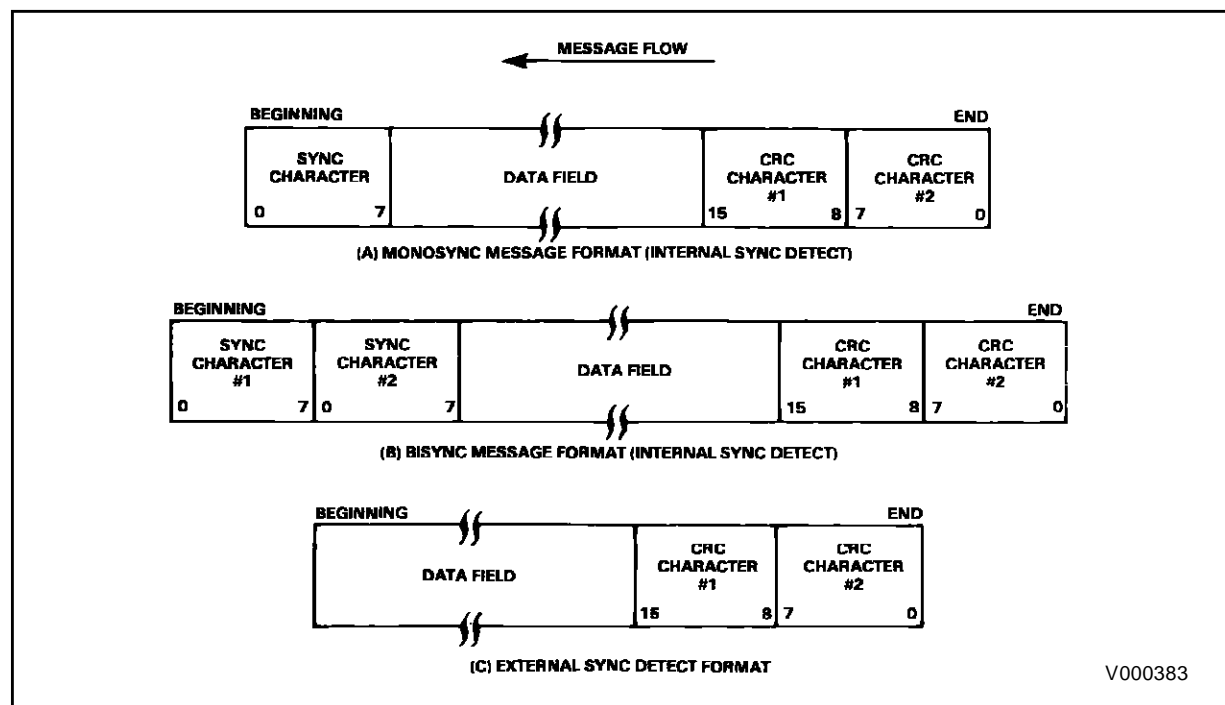 MESSAGE FLOW
BEGINNING
END
SYNC
CHARACTER
0 7
DATA FIELD
CRC
CHARACTER
#1
15 8
CRC
CHARACTER
#2
7 0
(A) MONOSYNC MESSAGE FORMAT (INTERNAL SYNC DETECT)
BEGINNING
END
SYNC
CHARACTER
#1
0 7
SYNC
CHARACTER
#2
0 7
DATA FIELD
CRC
CHARACTER
#1
15 8
CRC
CHARACTER
#2
7 0
(B) BISYNC MESSAGE FORMAT (INTERNAL SYNC DETECT)
BEGINNING
END
DATA FIELD
CRC
CHARACTER
#1
15 8
CRC
CHARACTER
#2
7 0
(C) EXTERNAL SYNC DETECT FORMAT
V000383